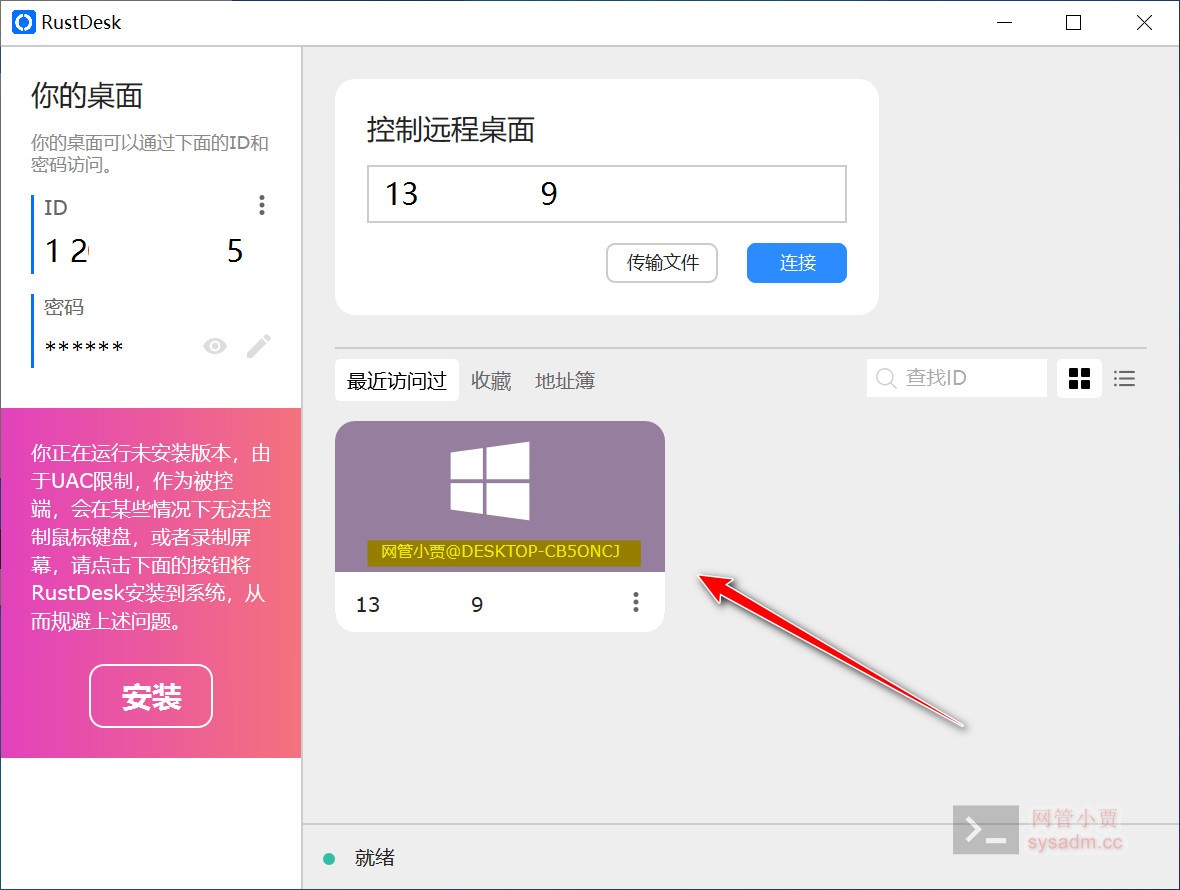 RustDesk
你的桌面
你的桌面可以通过下面的ID和
密码访问。
ID
1 2 5
密码
******
你正在运行未安装版本，由
于UAC限制，作为被控
端，会在某些情况下无法控
制鼠标键盘，或者录制屏
幕，请点击下面的按钮将
RustDesk安装到系统，从
而规避上述问题。
安装
控制远程桌面
13 9
传输文件 连接
最近访问过 收藏 地址簿 查找ID
网管小贾@DESKTOP-CB5ONCJ
13 9
就绪
网管小贾
sysadm.cc